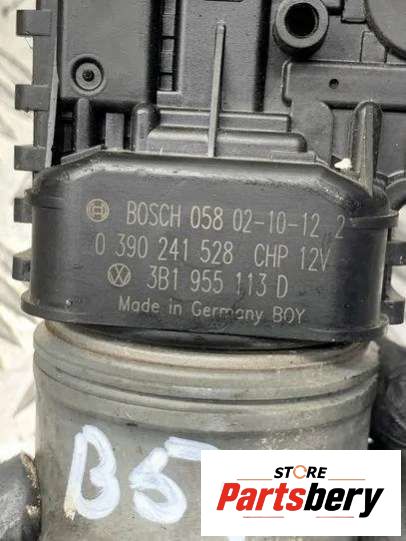 BOSCH 058 02-10-12 2
0 390 241 528 CHP 12V
3B1 955 113 D
Made in Germany BOY
B5
STORE
Partsbery